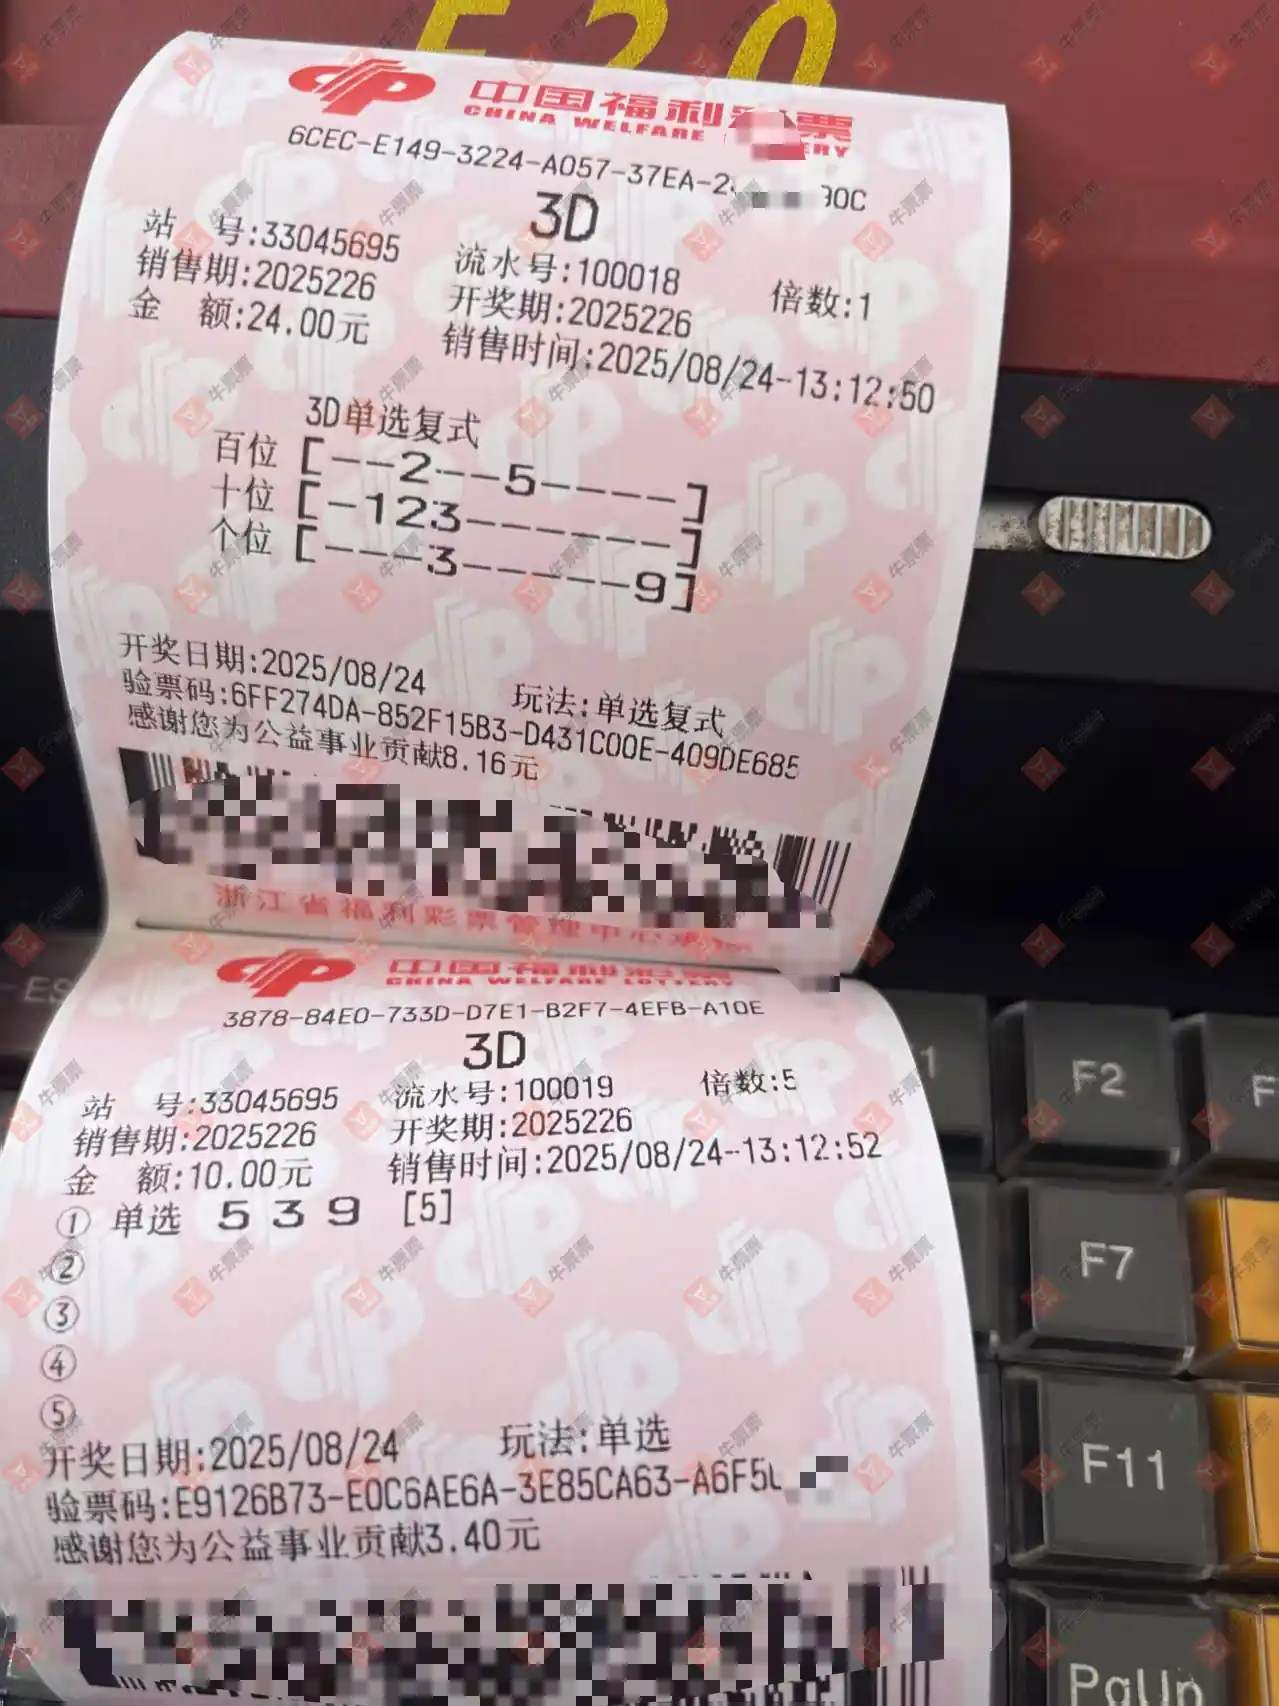 中国福利彩票
CHINA WELFARE
6CEC-E149-3224-A057-37EA-2 90C
3D
站 号:33045695 流水号:100018 倍数:1
销售期:2025226 开奖期:2025226
金 额:24.00元 销售时间:2025/08/24-13:12:50
3D单选复式
百位 [--2--5----]
十位 [-123------]
个位 [---3-----9]
开奖日期:2025/08/24 玩法:单选复式
验票码:6FF274DA-852F15B3-D431C00E-409DE685
感谢您为公益事业贡献8.16元
浙江省福利彩票管理中心承销
中国福利彩票
CHINA WELFARE LOTTERY
3878-84E0-733D-D7E1-B2F7-4EFB-A10E
3D
站 号:33045695 流水号:100019 倍数:5
销售期:2025226 开奖期:2025226
金 额:10.00元 销售时间:2025/08/24-13:12:52
① 单选 5 3 9 [5]
②
③
④
⑤
开奖日期:2025/08/24 玩法:单选
验票码:E9126B73-E0C6AE6A-3E85CA63-A6F5
感谢您为公益事业贡献3.40元
F2
F7
F11
PgUp
牛票票